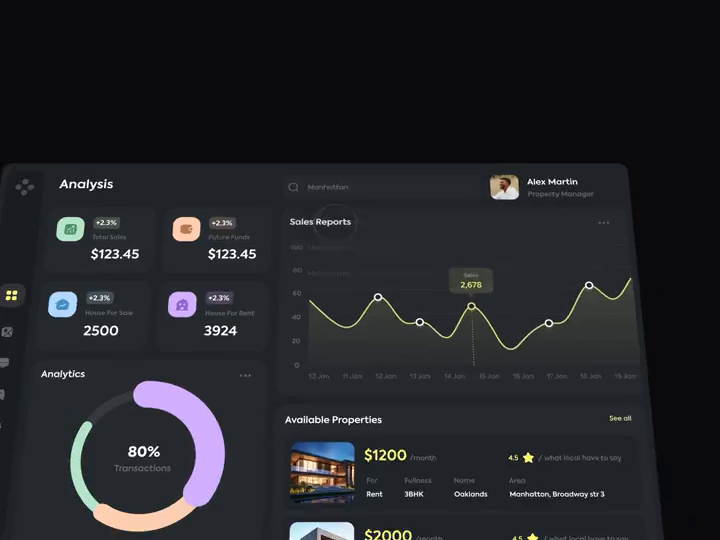 Analysis
Manhattan
Alex Martin
Property Manager
+2.3%
Total Sales
$123.45
+2.3%
Future Funds
$123.45
+2.3%
House For Sale
2500
+2.3%
House For Rent
3924
Sales Reports
100
80
60
40
20
0
Sales
2,678
10 Jan 11 Jan 12 Jan 13 Jan 14 Jan 15 Jan 16 Jan 17 Jan 18 Jan 19 Jan
Analytics
80%
Transactions
Available Properties
See all
$1200 /month
4.5 / what local have to say
For Fullness Name Area
Rent 3BHK Oaklands Manhattan, Broadway str 3
$2000 /month
4.5 / what local have to say